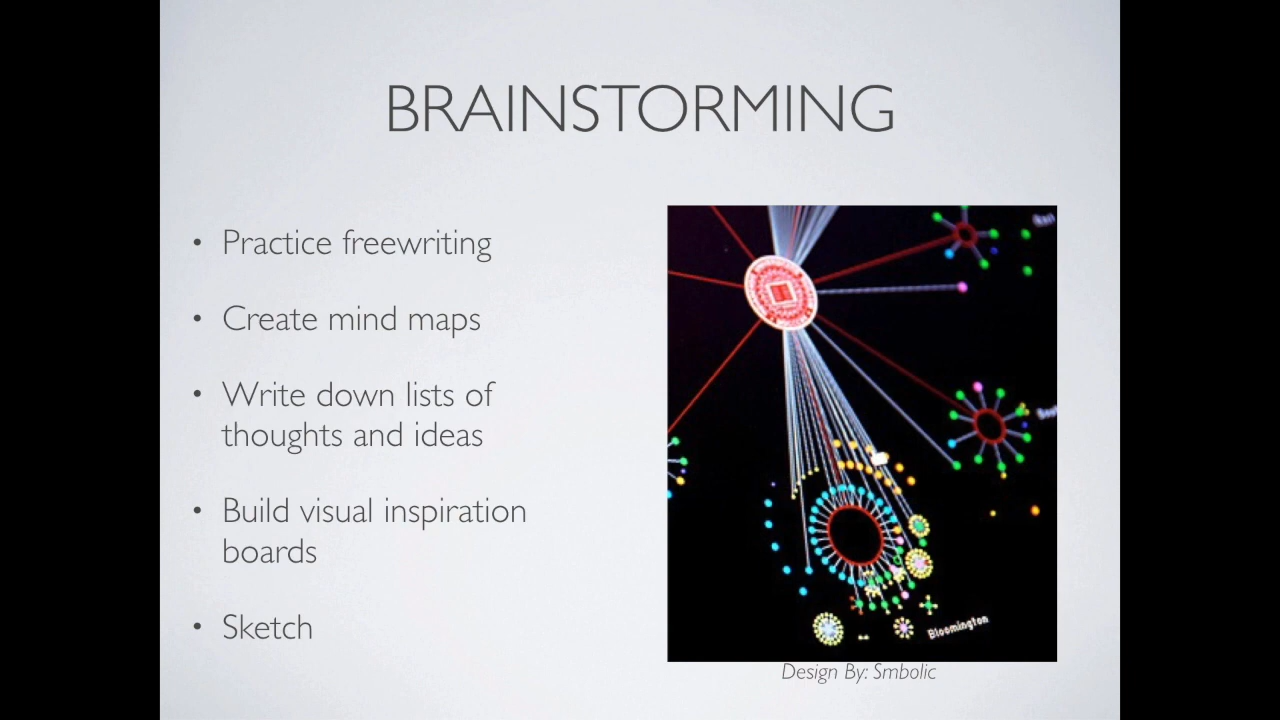 BRAINSTORMING
• Practice freewriting
• Create mind maps
• Write down lists of
thoughts and ideas
• Build visual inspiration
boards
• Sketch
Bloomington
Design By: Smbolic